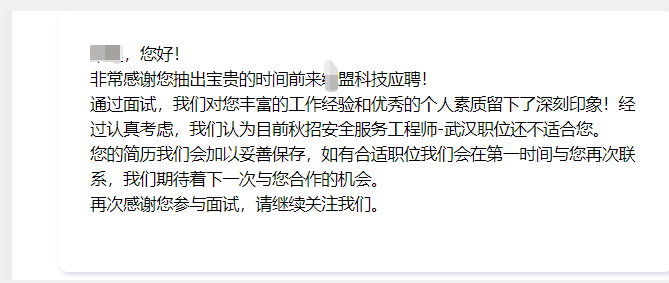 ，您好！
非常感谢您抽出宝贵的时间前来盟科技应聘！
通过面试，我们对您丰富的工作经验和优秀的个人素质留下了深刻印象！经
过认真考虑，我们认为目前秋招安全服务工程师-武汉职位还不适合您。
您的简历我们会加以妥善保存，如有合适职位我们会在第一时间与您再次联
系，我们期待着下一次与您合作的机会。
再次感谢您参与面试，请继续关注我们。